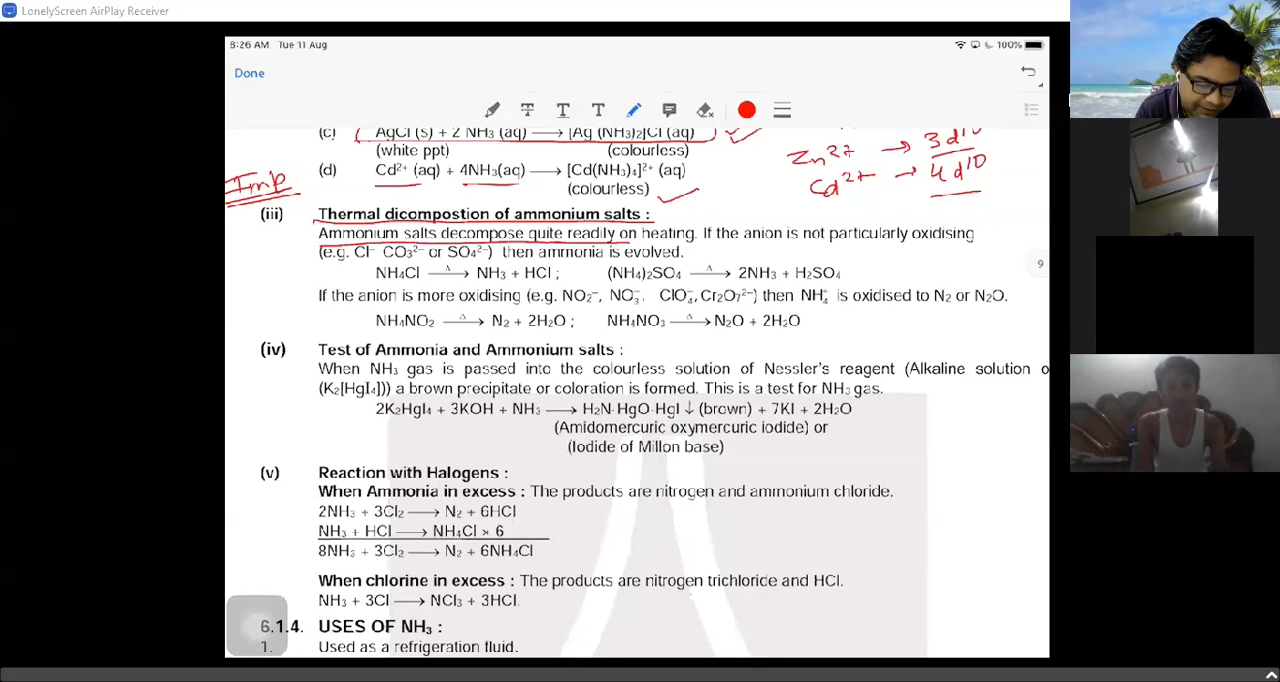 LonelyScreen AirPlay Receiver
8:26 AM Tue 11 Aug
100%
Done
(c) AgCl (s) + 2 NH3 (aq) ⟶ [Ag (NH3)2]Cl (aq)
(white ppt) (colourless)
Zn2+ → 3d10
(d) Cd2+ (aq) + 4NH3(aq) ⟶ [Cd(NH3)4]2+ (aq)
(colourless)
Cd2+ → 4d10
Imp
(iii) Thermal dicompostion of ammonium salts :
Ammonium salts decompose quite readily on heating. If the anion is not particularly oxidising
(e.g. Cl– CO32– or SO42–) then ammonia is evolved.
NH4Cl —Δ→ NH3 + HCl ; (NH4)2SO4 —Δ→ 2NH3 + H2SO4
If the anion is more oxidising (e.g. NO2–, NO3–, ClO4–, Cr2O72–) then NH4+ is oxidised to N2 or N2O.
NH4NO2 —Δ→ N2 + 2H2O ; NH4NO3 —Δ→ N2O + 2H2O
9
(iv) Test of Ammonia and Ammonium salts :
When NH3 gas is passed into the colourless solution of Nessler's reagent (Alkaline solution o
(K2[HgI4])) a brown precipitate or coloration is formed. This is a test for NH3 gas.
2K2HgI4 + 3KOH + NH3 ⟶ H2N·HgO·HgI ↓ (brown) + 7KI + 2H2O
(Amidomercuric oxymercuric iodide) or
(Iodide of Millon base)
(v) Reaction with Halogens :
When Ammonia in excess : The products are nitrogen and ammonium chloride.
2NH3 + 3Cl2 ⟶ N2 + 6HCl
NH3 + HCl ⟶ NH4Cl × 6
8NH3 + 3Cl2 ⟶ N2 + 6NH4Cl
When chlorine in excess : The products are nitrogen trichloride and HCl.
NH3 + 3Cl ⟶ NCl3 + 3HCl.
6.1.4. USES OF NH3 :
1. Used as a refrigeration fluid.